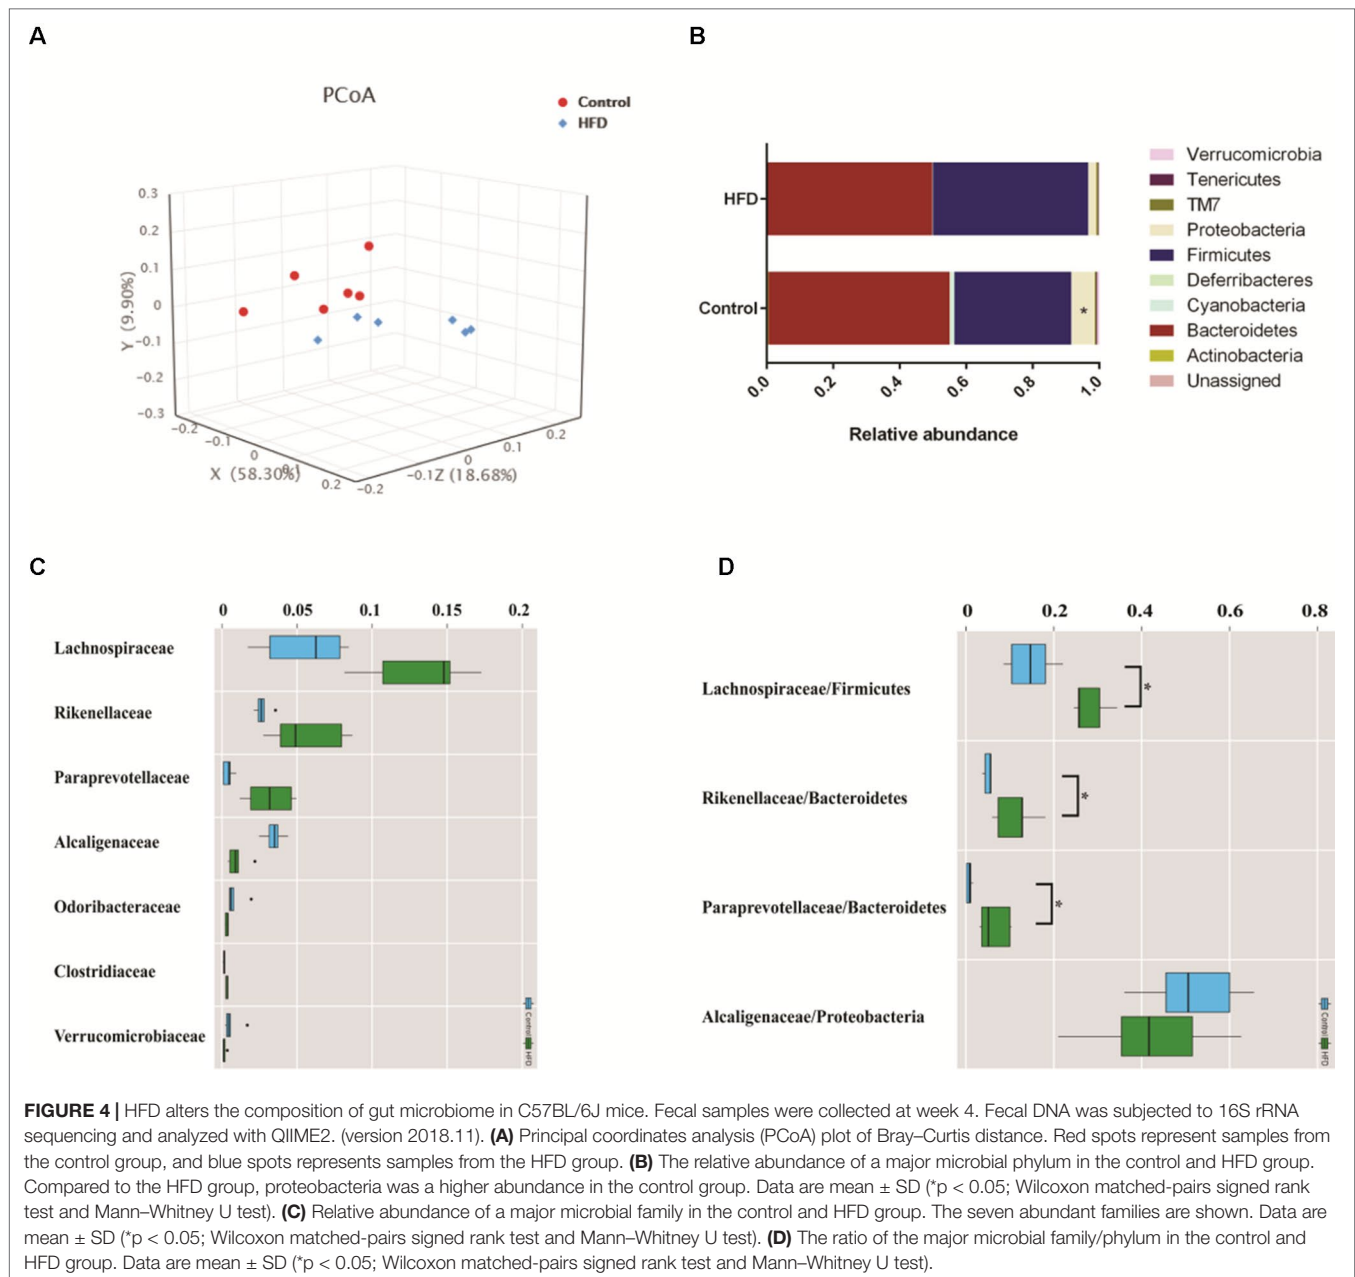 A
PCoA
Control
HFD
0.3
0.2
0.1
0
-0.1
-0.2
-0.3
Y (9.90%)
-0.2
-0.1
0
0.1
0.2
X (58.30%)
-0.2
-0.1
0
0.1
0.2
Z (18.68%)
B
HFD
Control
*
0.0
0.2
0.4
0.6
0.8
1.0
Relative abundance
Verrucomicrobia
Tenericutes
TM7
Proteobacteria
Firmicutes
Deferribacteres
Cyanobacteria
Bacteroidetes
Actinobacteria
Unassigned
C
0 0.05 0.1 0.15 0.2
Lachnospiraceae
Rikenellaceae
Paraprevotellaceae
Alcaligenaceae
Odoribacteraceae
Clostridiaceae
Verrucomicrobiaceae
Control
HFD
D
0 0.2 0.4 0.6 0.8
Lachnospiraceae/Firmicutes
*
Rikenellaceae/Bacteroidetes
*
Paraprevotellaceae/Bacteroidetes
*
Alcaligenaceae/Proteobacteria
Control
HFD
FIGURE 4 | HFD alters the composition of gut microbiome in C57BL/6J mice. Fecal samples were collected at week 4. Fecal DNA was subjected to 16S rRNA
sequencing and analyzed with QIIME2. (version 2018.11). (A) Principal coordinates analysis (PCoA) plot of Bray–Curtis distance. Red spots represent samples from
the control group, and blue spots represents samples from the HFD group. (B) The relative abundance of a major microbial phylum in the control and HFD group.
Compared to the HFD group, proteobacteria was a higher abundance in the control group. Data are mean ± SD (*p < 0.05; Wilcoxon matched-pairs signed rank
test and Mann–Whitney U test). (C) Relative abundance of a major microbial family in the control and HFD group. The seven abundant families are shown. Data are
mean ± SD (*p < 0.05; Wilcoxon matched-pairs signed rank test and Mann–Whitney U test). (D) The ratio of the major microbial family/phylum in the control and
HFD group. Data are mean ± SD (*p < 0.05; Wilcoxon matched-pairs signed rank test and Mann–Whitney U test).